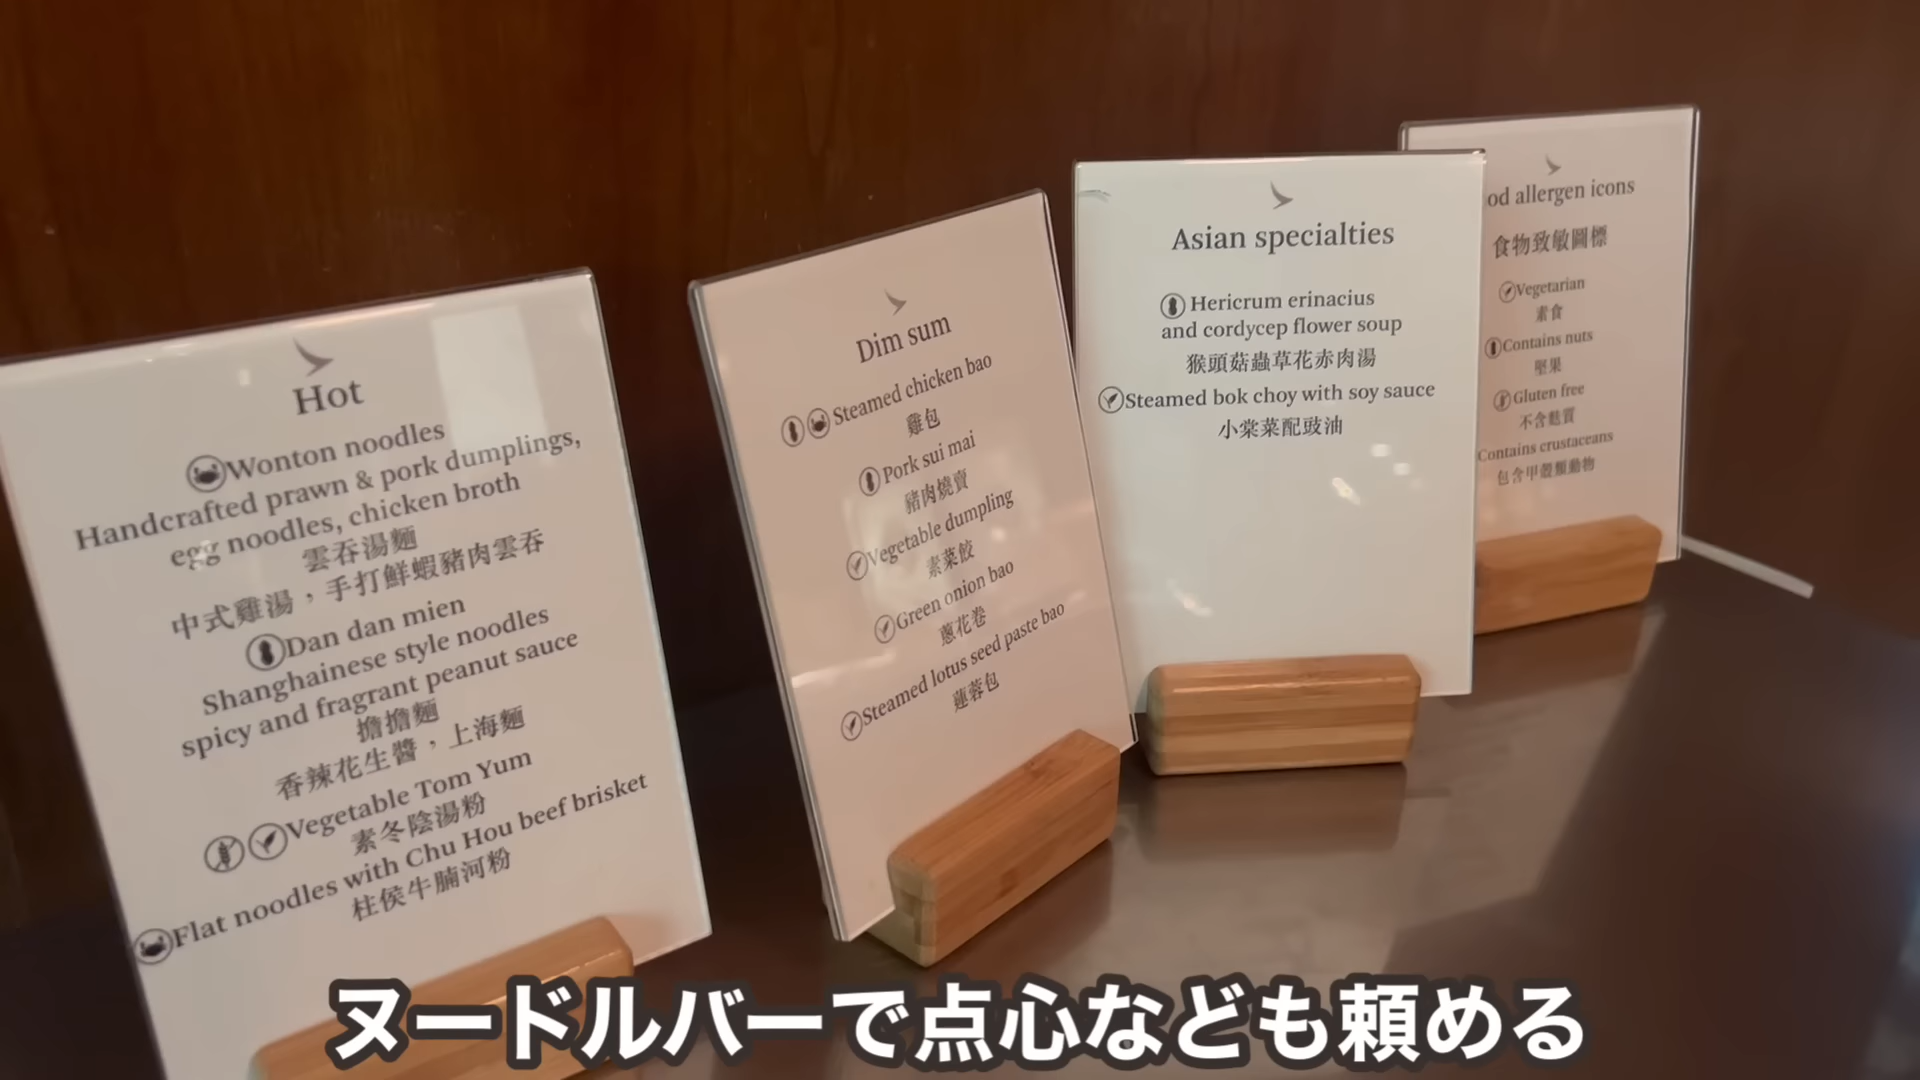 Hot
Wonton noodles
Handcrafted prawn & pork dumplings,
egg noodles, chicken broth
雲吞湯麵
中式雞湯，手打鮮蝦豬肉雲吞
Dan dan mien
Shanghainese style noodles
spicy and fragrant peanut sauce
擔擔麵
香辣花生醬，上海麵
Vegetable Tom Yum
素冬陰湯粉
Flat noodles with Chu Hou beef brisket
柱侯牛腩河粉
Dim sum
Steamed chicken bao
雞包
Pork sui mai
豬肉燒賣
Vegetable dumpling
素菜餃
Green onion bao
蔥花卷
Steamed lotus seed paste bao
蓮蓉包
Asian specialties
Hericrum erinacius
and cordycep flower soup
猴頭菇蟲草花赤肉湯
Steamed bok choy with soy sauce
小棠菜配豉油
od allergen icons
食物致敏圖標
Vegetarian
素食
Contains nuts
堅果
Gluten free
不含麩質
Contains crustaceans
包含甲殼類動物
ヌードルバーで点心なども頼める